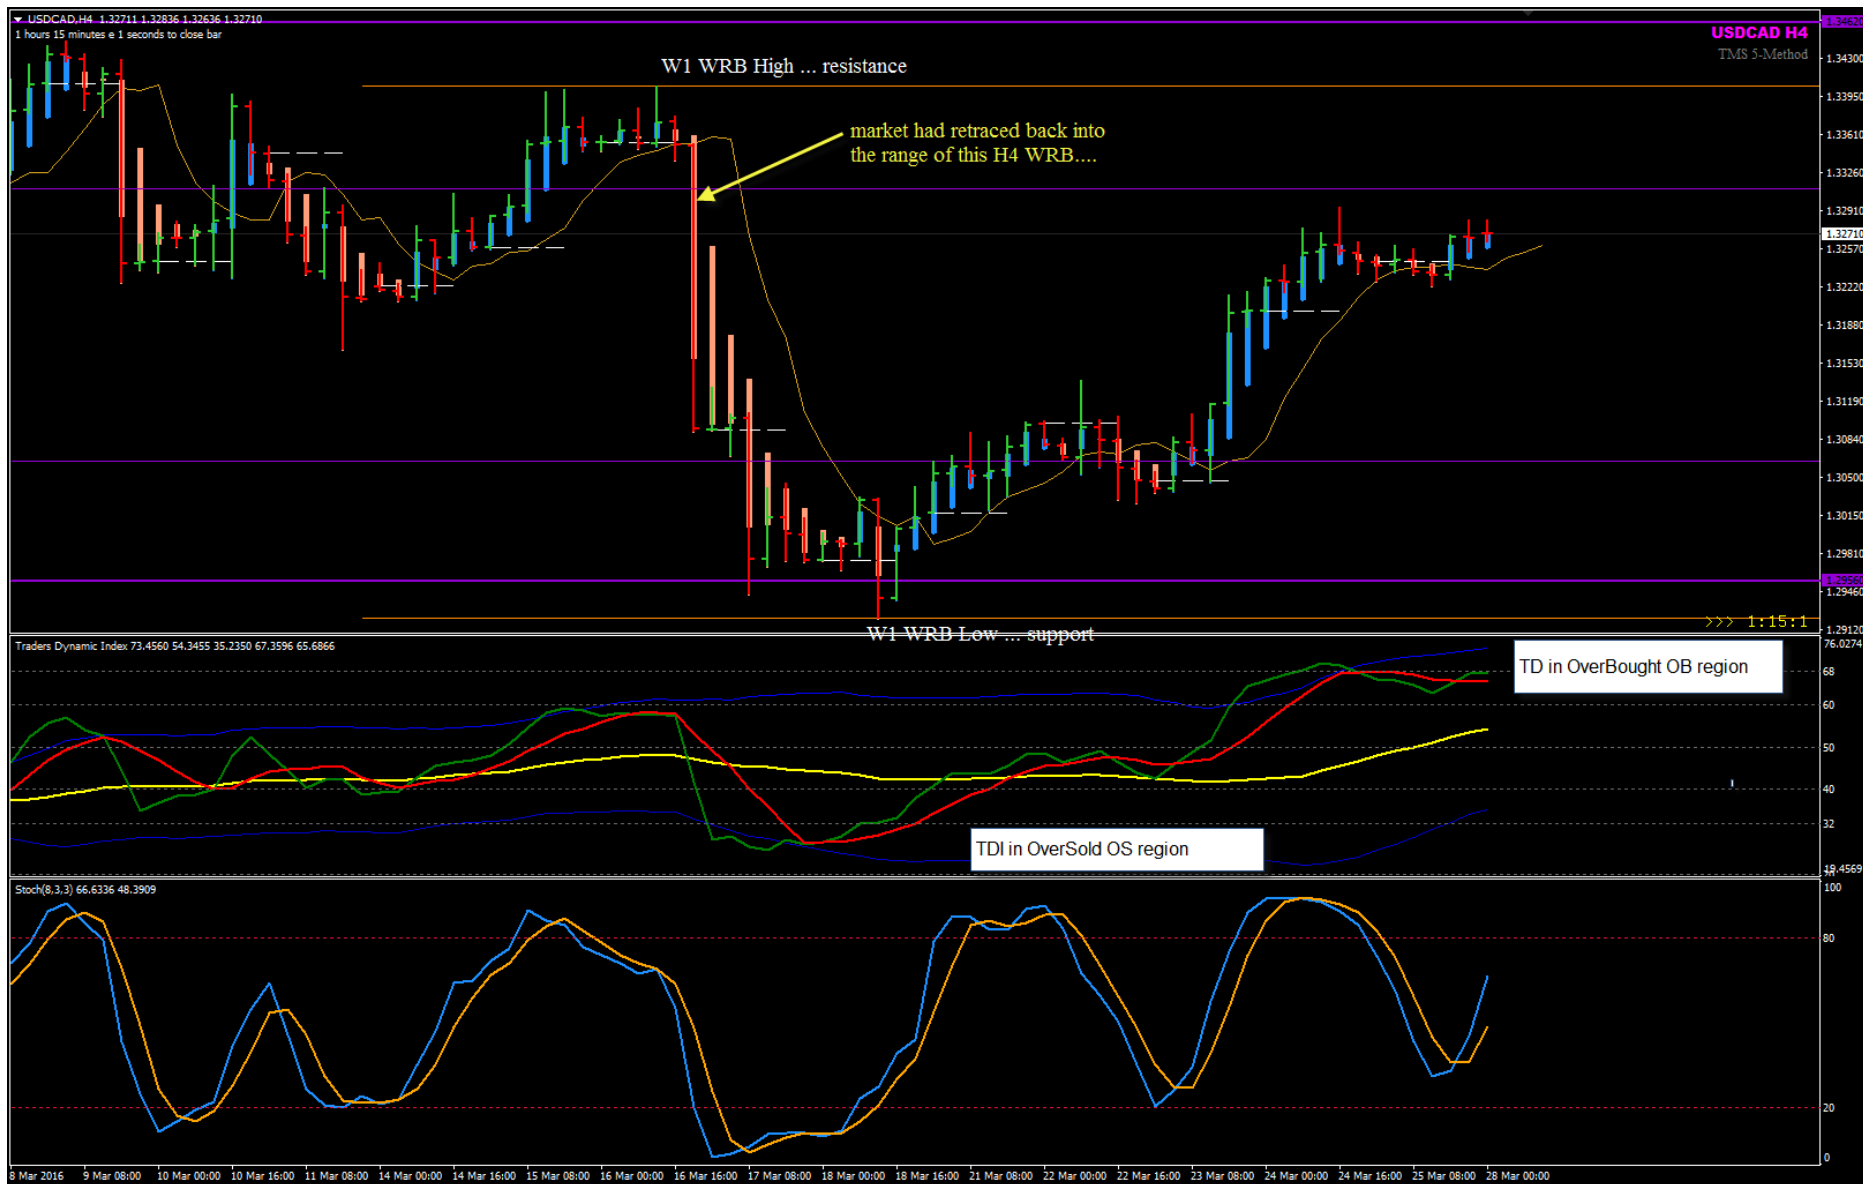 USDCAD,H4 1.32711 1.32836 1.32636 1.32710
1 hours 15 minutes e 1 seconds to close bar
USDCAD H4
TMS 5-Method
W1 WRB High ... resistance
market had retraced back into
the range of this H4 WRB....
1.34620
1.34300
1.33950
1.33610
1.33260
1.32910
1.32710
1.32570
1.32220
1.31880
1.31530
1.31190
1.30840
1.30500
1.30150
1.29810
1.29560
1.29460
1.29120
>>> 1:15:1
W1 WRB Low ... support
Traders Dynamic Index 73.4560 54.3455 35.2350 67.3596 65.6866
TD in OverBought OB region
TDI in OverSold OS region
76.0274
68
60
50
40
32
19.4569
Stoch(8,3,3) 66.6336 48.3909
100
80
20
0
8 Mar 2016
9 Mar 08:00
10 Mar 00:00
10 Mar 16:00
11 Mar 08:00
14 Mar 00:00
14 Mar 16:00
15 Mar 08:00
16 Mar 00:00
16 Mar 16:00
17 Mar 08:00
18 Mar 00:00
18 Mar 16:00
21 Mar 08:00
22 Mar 00:00
22 Mar 16:00
23 Mar 08:00
24 Mar 00:00
24 Mar 16:00
25 Mar 08:00
28 Mar 00:00